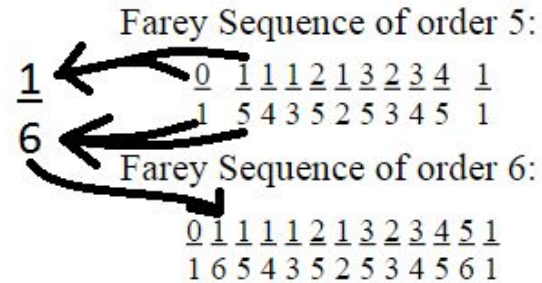 Farey Sequence of order 5:
1 0 1 1 1 2 1 3 2 3 4 1
6 1 5 4 3 5 2 5 3 4 5 1
Farey Sequence of order 6:
0 1 1 1 1 2 1 3 2 3 4 5 1
1 6 5 4 3 5 2 5 3 4 5 6 1